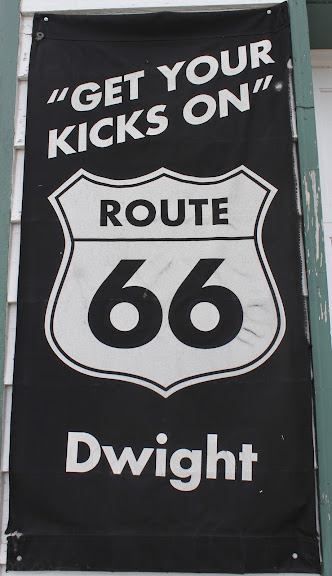 “GET YOUR
KICKS ON”
ROUTE
66
Dwight